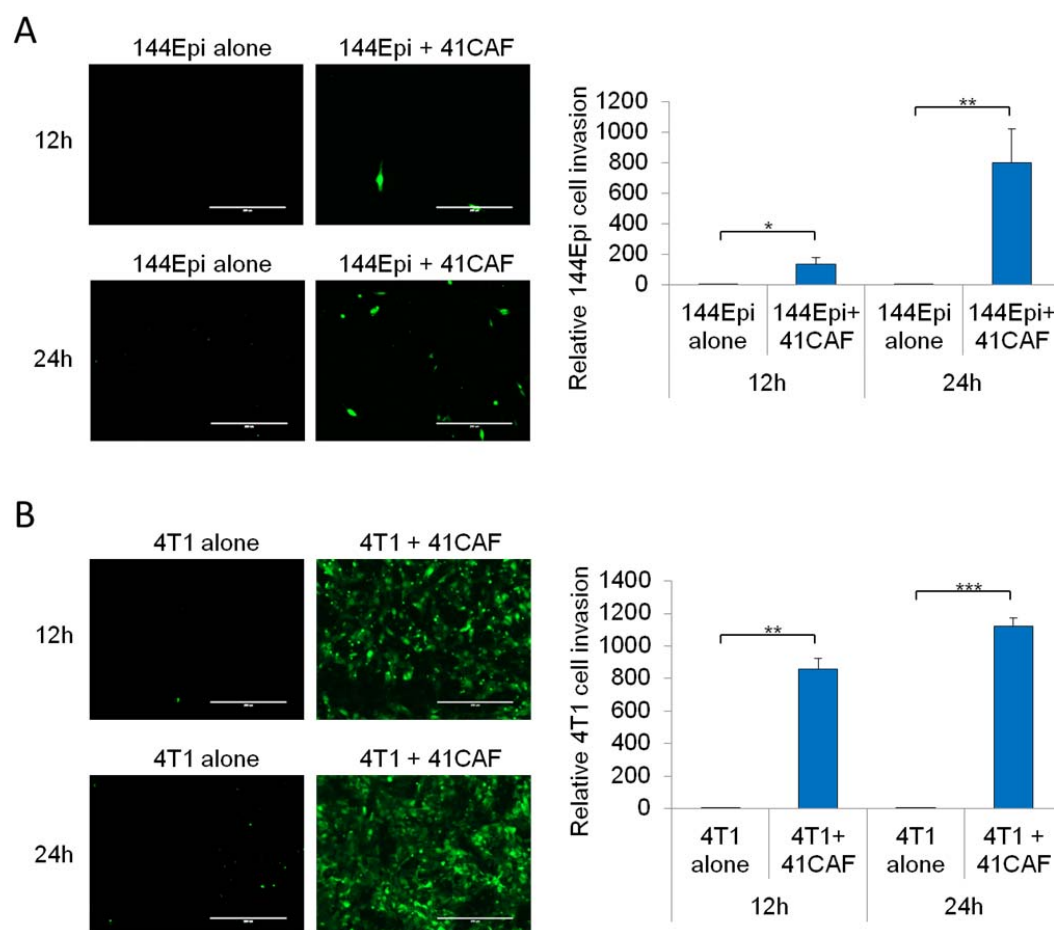 A
144Epi alone
144Epi + 41CAF
12h
144Epi alone
144Epi + 41CAF
24h
Relative 144Epi cell invasion
1200
1000
800
600
400
200
0
*
**
144Epi
alone
144Epi+
41CAF
144Epi
alone
144Epi+
41CAF
12h
24h
B
4T1 alone
4T1 + 41CAF
12h
4T1 alone
4T1 + 41CAF
24h
Relative 4T1 cell invasion
1400
1200
1000
800
600
400
200
0
**
***
4T1
alone
4T1+
41CAF
4T1
alone
4T1 +
41CAF
12h
24h